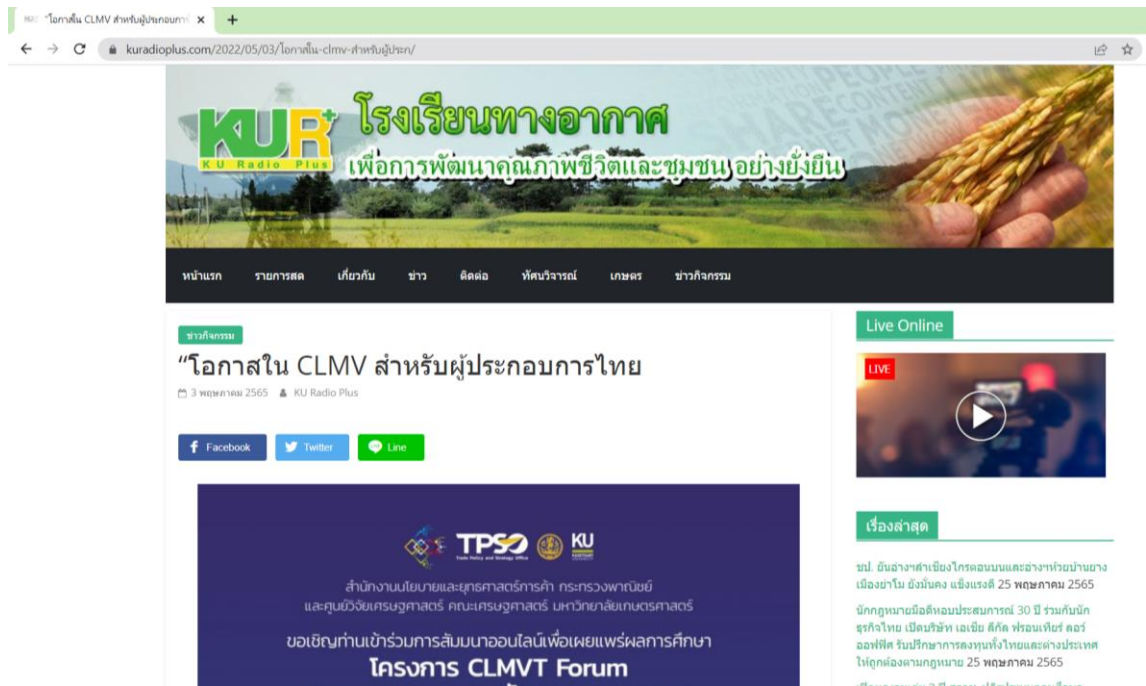 "โอกาสใน CLMV สำหรับผู้ประกอบการ
kuradioplus.com/2022/05/03/โอกาสใน-clmv-สำหรับผู้ประก/
KUR+
KU Radio Plus
โรงเรียนทางอากาศ
เพื่อการพัฒนาคุณภาพชีวิตและชุมชน อย่างยั่งยืน
หน้าแรก รายการสด เกี่ยวกับ ข่าว ติดต่อ ทัศนวิจารณ์ เกษตร ข่าวกิจกรรม
ข่าวกิจกรรม
“โอกาสใน CLMV สำหรับผู้ประกอบการไทย
3 พฤษภาคม 2565 KU Radio Plus
Facebook Twitter Line
TPSO KU
Trade Policy and Strategy Office
สำนักงานนโยบายและยุทธศาสตร์การค้า กระทรวงพาณิชย์
และศูนย์วิจัยเศรษฐศาสตร์ คณะเศรษฐศาสตร์ มหาวิทยาลัยเกษตรศาสตร์
ขอเชิญท่านเข้าร่วมการสัมมนาออนไลน์เพื่อเผยแพร่ผลการศึกษา
โครงการ CLMVT Forum
Live Online
LIVE
เรื่องล่าสุด
ชป. ยันอ่างฯลำเชียงไกรตอนบนและอ่างฯห้วยบ้านยาง
เมืองย่าโม ยังมั่นคง แข็งแรงดี 25 พฤษภาคม 2565
นักกฎหมายมือดีหอบประสบการณ์ 30 ปี ร่วมกับนัก
ธุรกิจไทย เปิดบริษัท เอเชีย ลีกัล ฟรอนเทียร์ ลอว์
ออฟฟิศ รับปรึกษาการลงทุนทั้งไทยและต่างประเทศ
ให้ถูกต้องตามกฎหมาย 25 พฤษภาคม 2565